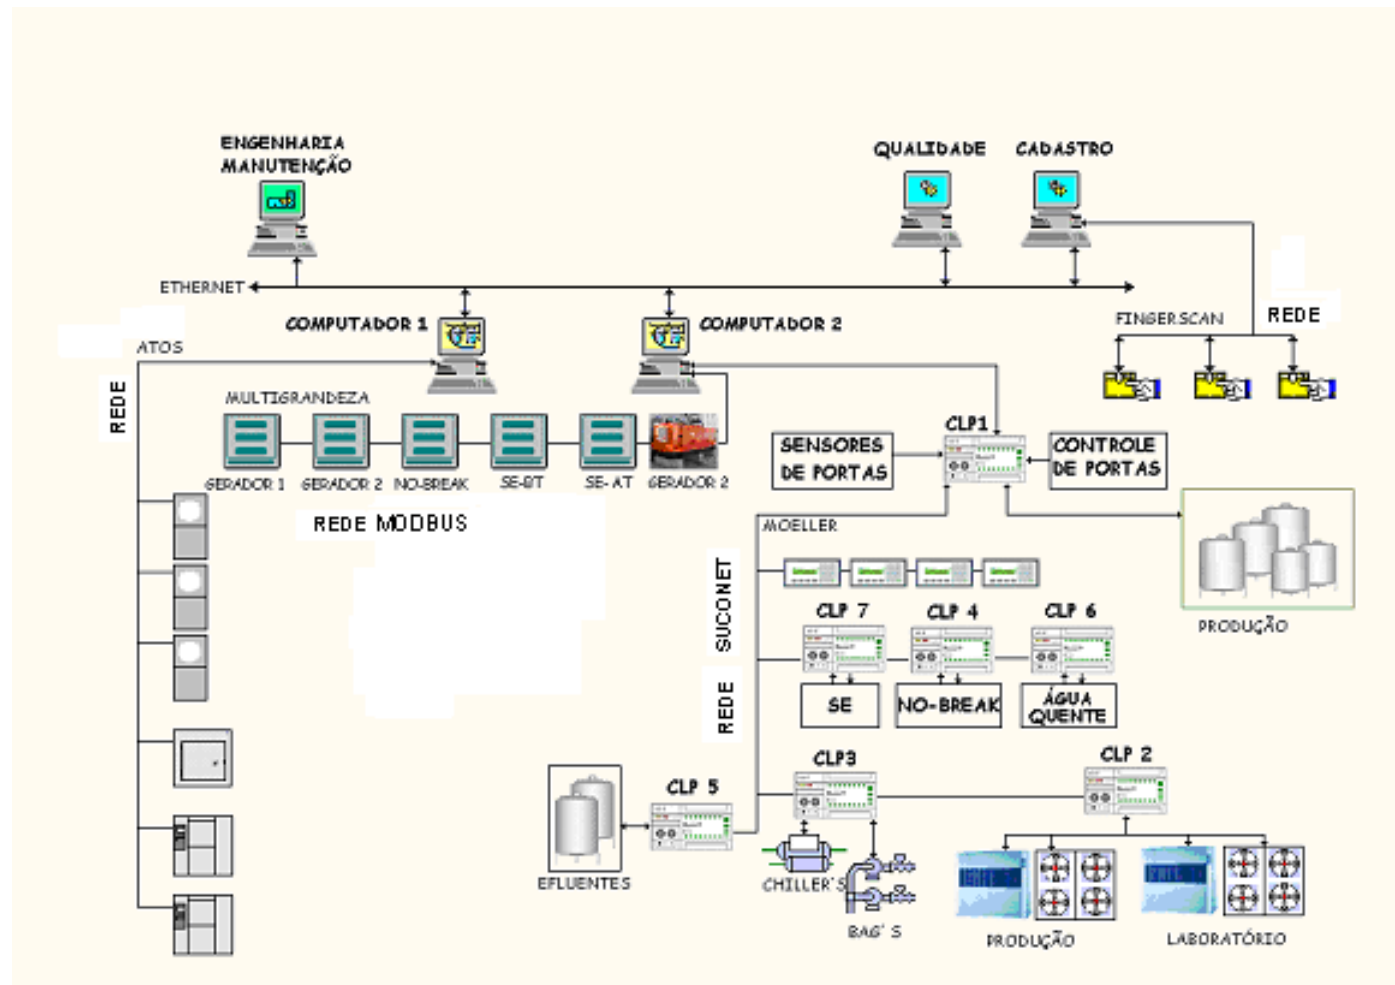 ENGENHARIA
MANUTENÇÃO
QUALIDADE
CADASTRO
ETHERNET
COMPUTADOR 1
COMPUTADOR 2
FINGERSCAN
REDE
ATOS
REDE
MULTIGRANDEZA
GERADOR 1
GERADOR 2
NO-BREAK
SE-BT
SE- AT
GERADOR 2
REDE MODBUS
CLP1
SENSORES
DE PORTAS
CONTROLE
DE PORTAS
MOELLER
REDE SUCONET
PRODUÇÃO
CLP 7
CLP 4
CLP 6
SE
NO-BREAK
ÁGUA
QUENTE
CLP3
CLP 2
CLP 5
EFLUENTES
CHILLER'S
BAG'S
PRODUÇÃO
LABORATÓRIO